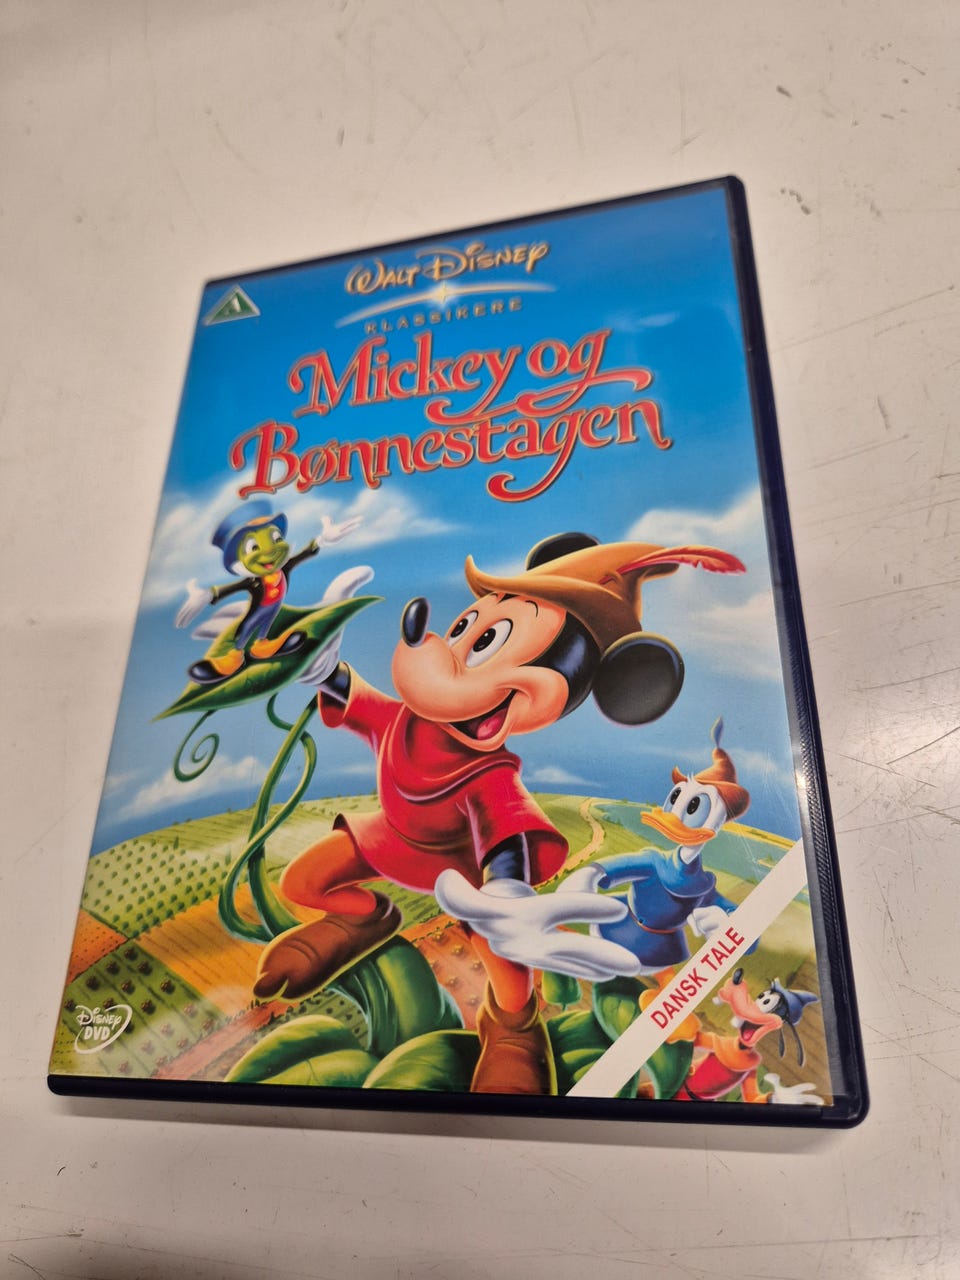 WALT DISNEY
KLASSIKERE
Mickey og
Bønnestagen
A
DISNEY
DVD
DANSK TALE